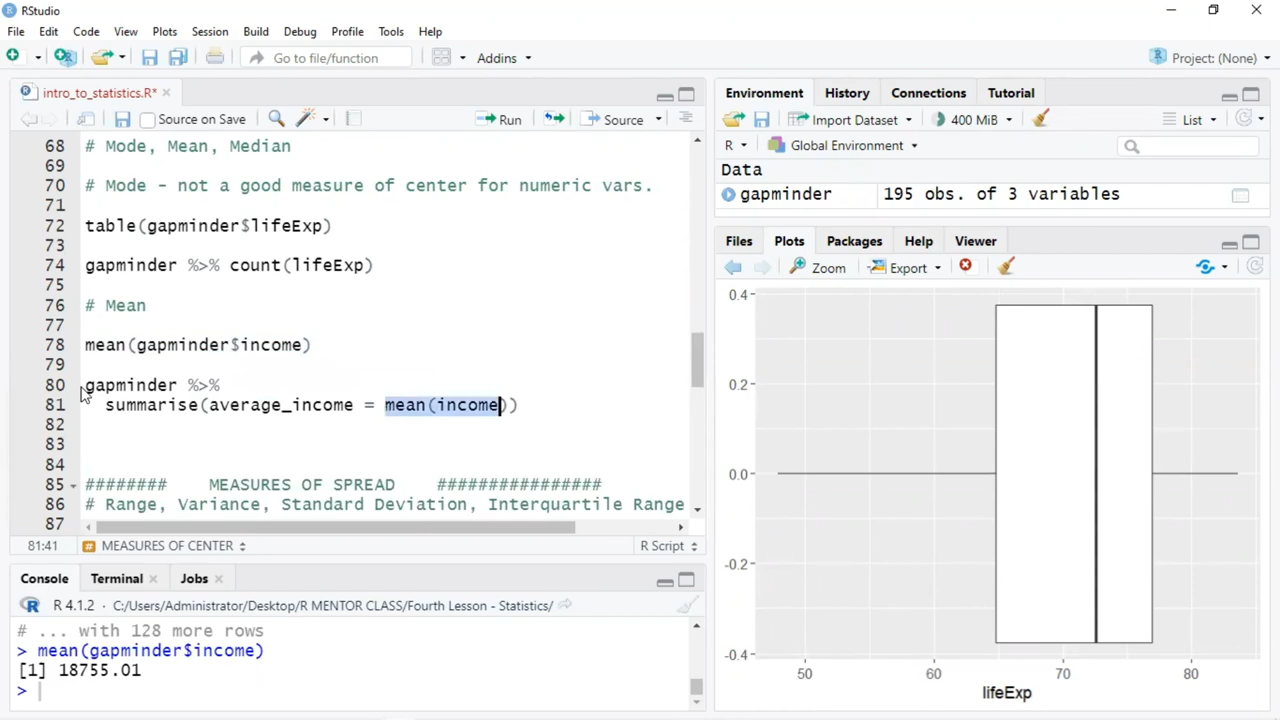 RStudio
File Edit Code View Plots Session Build Debug Profile Tools Help
Go to file/function Addins Project: (None)
intro_to_statistics.R*
Source on Save Run Source
68 # Mode, Mean, Median
69
70 # Mode - not a good measure of center for numeric vars.
71
72 table(gapminder$lifeExp)
73
74 gapminder %>% count(lifeExp)
75
76 # Mean
77
78 mean(gapminder$income)
79
80 gapminder %>%
81 summarise(average_income = mean(income))
82
83
84
85 ######## MEASURES OF SPREAD ################
86 # Range, Variance, Standard Deviation, Interquartile Range
87
81:41 MEASURES OF CENTER R Script
Console Terminal Jobs
R 4.1.2 · C:/Users/Administrator/Desktop/R MENTOR CLASS/Fourth Lesson - Statistics/
# ... with 128 more rows
> mean(gapminder$income)
[1] 18755.01
>
Environment History Connections Tutorial
Import Dataset 400 MiB List
R Global Environment
Data
gapminder 195 obs. of 3 variables
Files Plots Packages Help Viewer
Zoom Export
0.4
0.2
0.0
-0.2
-0.4
50 60 70 80
lifeExp